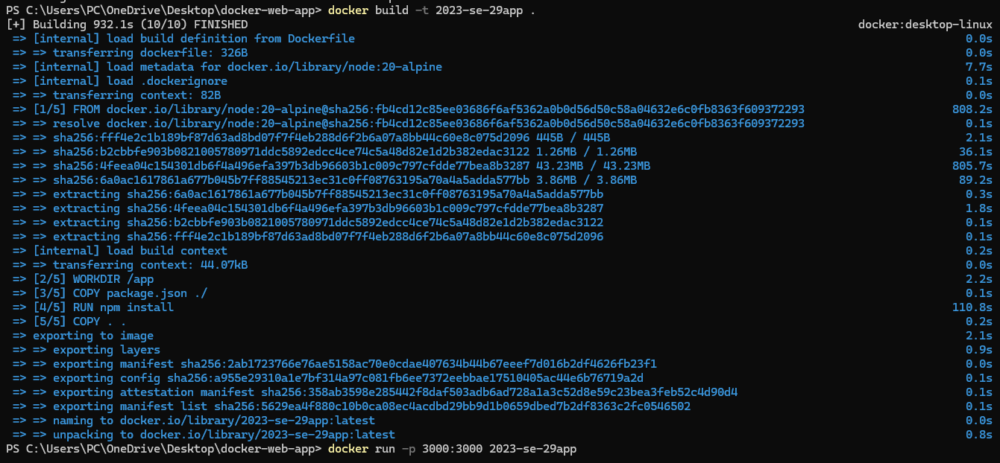 PS C:\Users\PC\OneDrive\Desktop\docker-web-app> docker build -t 2023-se-29app .
[+] Building 932.1s (10/10) FINISHED docker:desktop-linux
=> [internal] load build definition from Dockerfile 0.0s
=> => transferring dockerfile: 326B 0.0s
=> [internal] load metadata for docker.io/library/node:20-alpine 7.7s
=> [internal] load .dockerignore 0.1s
=> => transferring context: 82B 0.0s
=> [1/5] FROM docker.io/library/node:20-alpine@sha256:fb4cd12c85ee03686f6af5362a0b0d56d50c58a04632e6c0fb8363f609372293 808.2s
=> => resolve docker.io/library/node:20-alpine@sha256:fb4cd12c85ee03686f6af5362a0b0d56d50c58a04632e6c0fb8363f609372293 0.1s
=> => sha256:fff4e2c1b189bf87d63ad8bd07f7f4eb288d6f2b6a07a8bb44c60e8c075d2096 445B / 445B 2.1s
=> => sha256:b2cbbfe903b0821005780971ddc5892edcc4ce74c5a48d82e1d2b382edac3122 1.26MB / 1.26MB 36.1s
=> => sha256:4feea04c154301db6f4a496efa397b3db96603b1c009c797cfdde77bea8b3287 43.23MB / 43.23MB 805.7s
=> => sha256:6a0ac1617861a677b045b7ff88545213ec31c0ff08763195a70a4a5adda577bb 3.86MB / 3.86MB 89.2s
=> => extracting sha256:6a0ac1617861a677b045b7ff88545213ec31c0ff08763195a70a4a5adda577bb 0.3s
=> => extracting sha256:4feea04c154301db6f4a496efa397b3db96603b1c009c797cfdde77bea8b3287 1.8s
=> => extracting sha256:b2cbbfe903b0821005780971ddc5892edcc4ce74c5a48d82e1d2b382edac3122 0.1s
=> => extracting sha256:fff4e2c1b189bf87d63ad8bd07f7f4eb288d6f2b6a07a8bb44c60e8c075d2096 0.1s
=> [internal] load build context 0.2s
=> => transferring context: 44.07kB 0.0s
=> [2/5] WORKDIR /app 2.2s
=> [3/5] COPY package.json ./ 0.1s
=> [4/5] RUN npm install 110.8s
=> [5/5] COPY . . 0.2s
=> exporting to image 2.1s
=> => exporting layers 0.9s
=> => exporting manifest sha256:2ab1723766e76ae5158ac70e0cdae407634b44b67eeef7d016b2df4626fb23f1 0.0s
=> => exporting config sha256:a955e29310a1e7bf314a97c081fb6ee7372eebbae17510405ac44e6b76719a2d 0.1s
=> => exporting attestation manifest sha256:358ab3598e285442f8daf503adb6ad728a1a3c52d8e59c23bea3feb52c4d90d4 0.1s
=> => exporting manifest list sha256:5629ea4f880c10b0ca08ec4acdbd29bb9d1b0659dbed7b2df8363c2fc0546502 0.1s
=> => naming to docker.io/library/2023-se-29app:latest 0.0s
=> => unpacking to docker.io/library/2023-se-29app:latest 0.8s
PS C:\Users\PC\OneDrive\Desktop\docker-web-app> docker run -p 3000:3000 2023-se-29app